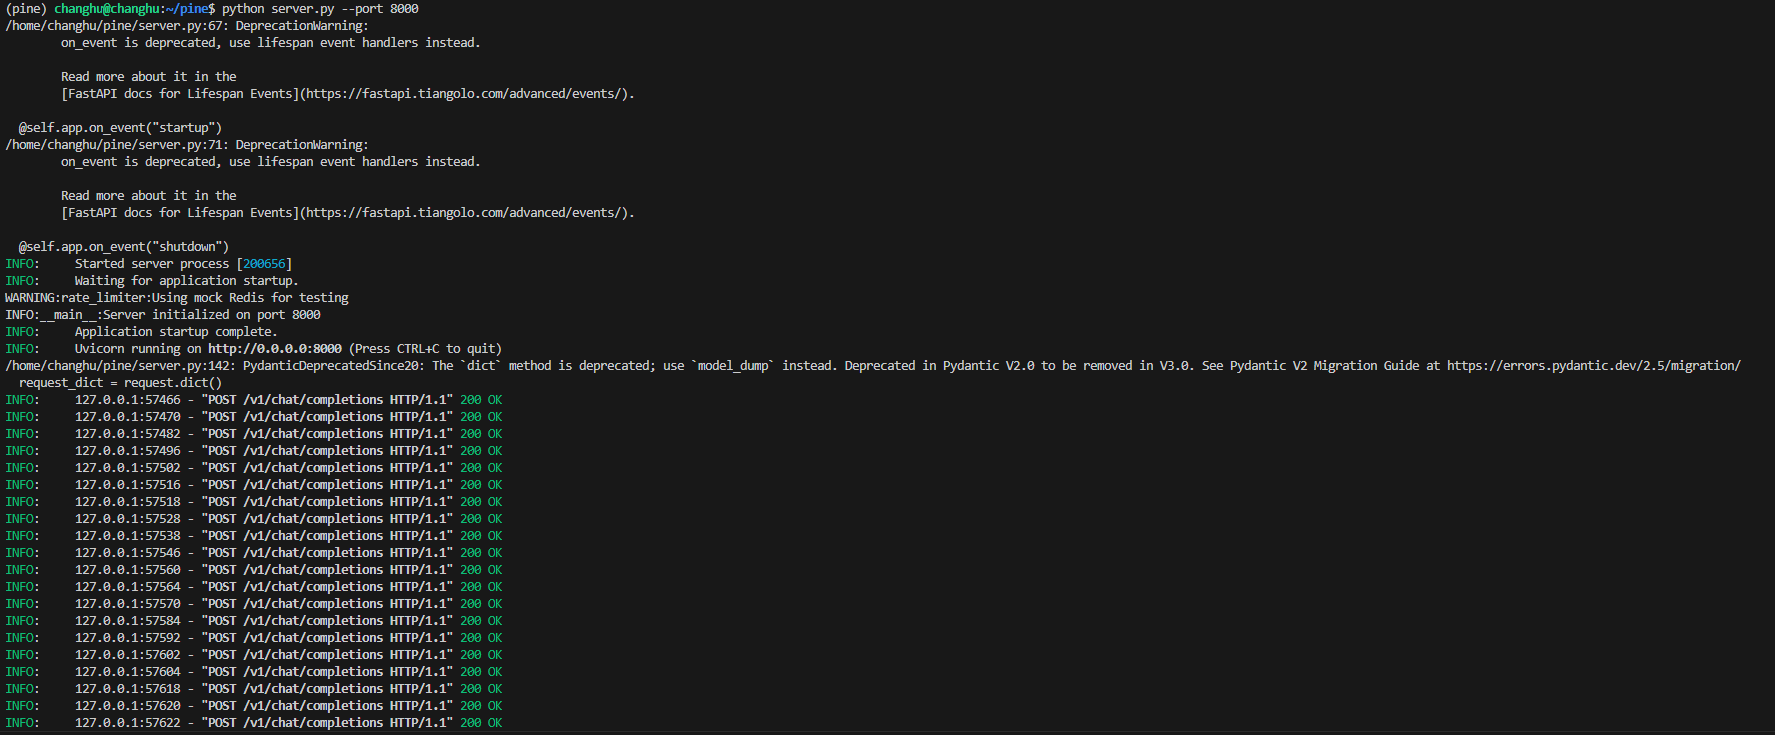 (pine) changhu@changhu:~/pine$ python server.py --port 8000
/home/changhu/pine/server.py:67: DeprecationWarning:
        on_event is deprecated, use lifespan event handlers instead.
        Read more about it in the
        [FastAPI docs for Lifespan Events](https://fastapi.tiangolo.com/advanced/events/).
  @self.app.on_event("startup")
/home/changhu/pine/server.py:71: DeprecationWarning:
        on_event is deprecated, use lifespan event handlers instead.
        Read more about it in the
        [FastAPI docs for Lifespan Events](https://fastapi.tiangolo.com/advanced/events/).
  @self.app.on_event("shutdown")
INFO:     Started server process [200656]
INFO:     Waiting for application startup.
WARNING:rate_limiter:Using mock Redis for testing
INFO:__main__:Server initialized on port 8000
INFO:     Application startup complete.
INFO:     Uvicorn running on http://0.0.0.0:8000 (Press CTRL+C to quit)
/home/changhu/pine/server.py:142: PydanticDeprecatedSince20: The `dict` method is deprecated; use `model_dump` instead. Deprecated in Pydantic V2.0 to be removed in V3.0. See Pydantic V2 Migration Guide at https://errors.pydantic.dev/2.5/migration/
  request_dict = request.dict()
INFO:     127.0.0.1:57466 - "POST /v1/chat/completions HTTP/1.1" 200 OK
INFO:     127.0.0.1:57470 - "POST /v1/chat/completions HTTP/1.1" 200 OK
INFO:     127.0.0.1:57482 - "POST /v1/chat/completions HTTP/1.1" 200 OK
INFO:     127.0.0.1:57496 - "POST /v1/chat/completions HTTP/1.1" 200 OK
INFO:     127.0.0.1:57502 - "POST /v1/chat/completions HTTP/1.1" 200 OK
INFO:     127.0.0.1:57516 - "POST /v1/chat/completions HTTP/1.1" 200 OK
INFO:     127.0.0.1:57518 - "POST /v1/chat/completions HTTP/1.1" 200 OK
INFO:     127.0.0.1:57528 - "POST /v1/chat/completions HTTP/1.1" 200 OK
INFO:     127.0.0.1:57538 - "POST /v1/chat/completions HTTP/1.1" 200 OK
INFO:     127.0.0.1:57546 - "POST /v1/chat/completions HTTP/1.1" 200 OK
INFO:     127.0.0.1:57560 - "POST /v1/chat/completions HTTP/1.1" 200 OK
INFO:     127.0.0.1:57564 - "POST /v1/chat/completions HTTP/1.1" 200 OK
INFO:     127.0.0.1:57570 - "POST /v1/chat/completions HTTP/1.1" 200 OK
INFO:     127.0.0.1:57584 - "POST /v1/chat/completions HTTP/1.1" 200 OK
INFO:     127.0.0.1:57592 - "POST /v1/chat/completions HTTP/1.1" 200 OK
INFO:     127.0.0.1:57602 - "POST /v1/chat/completions HTTP/1.1" 200 OK
INFO:     127.0.0.1:57604 - "POST /v1/chat/completions HTTP/1.1" 200 OK
INFO:     127.0.0.1:57618 - "POST /v1/chat/completions HTTP/1.1" 200 OK
INFO:     127.0.0.1:57620 - "POST /v1/chat/completions HTTP/1.1" 200 OK
INFO:     127.0.0.1:57622 - "POST /v1/chat/completions HTTP/1.1" 200 OK